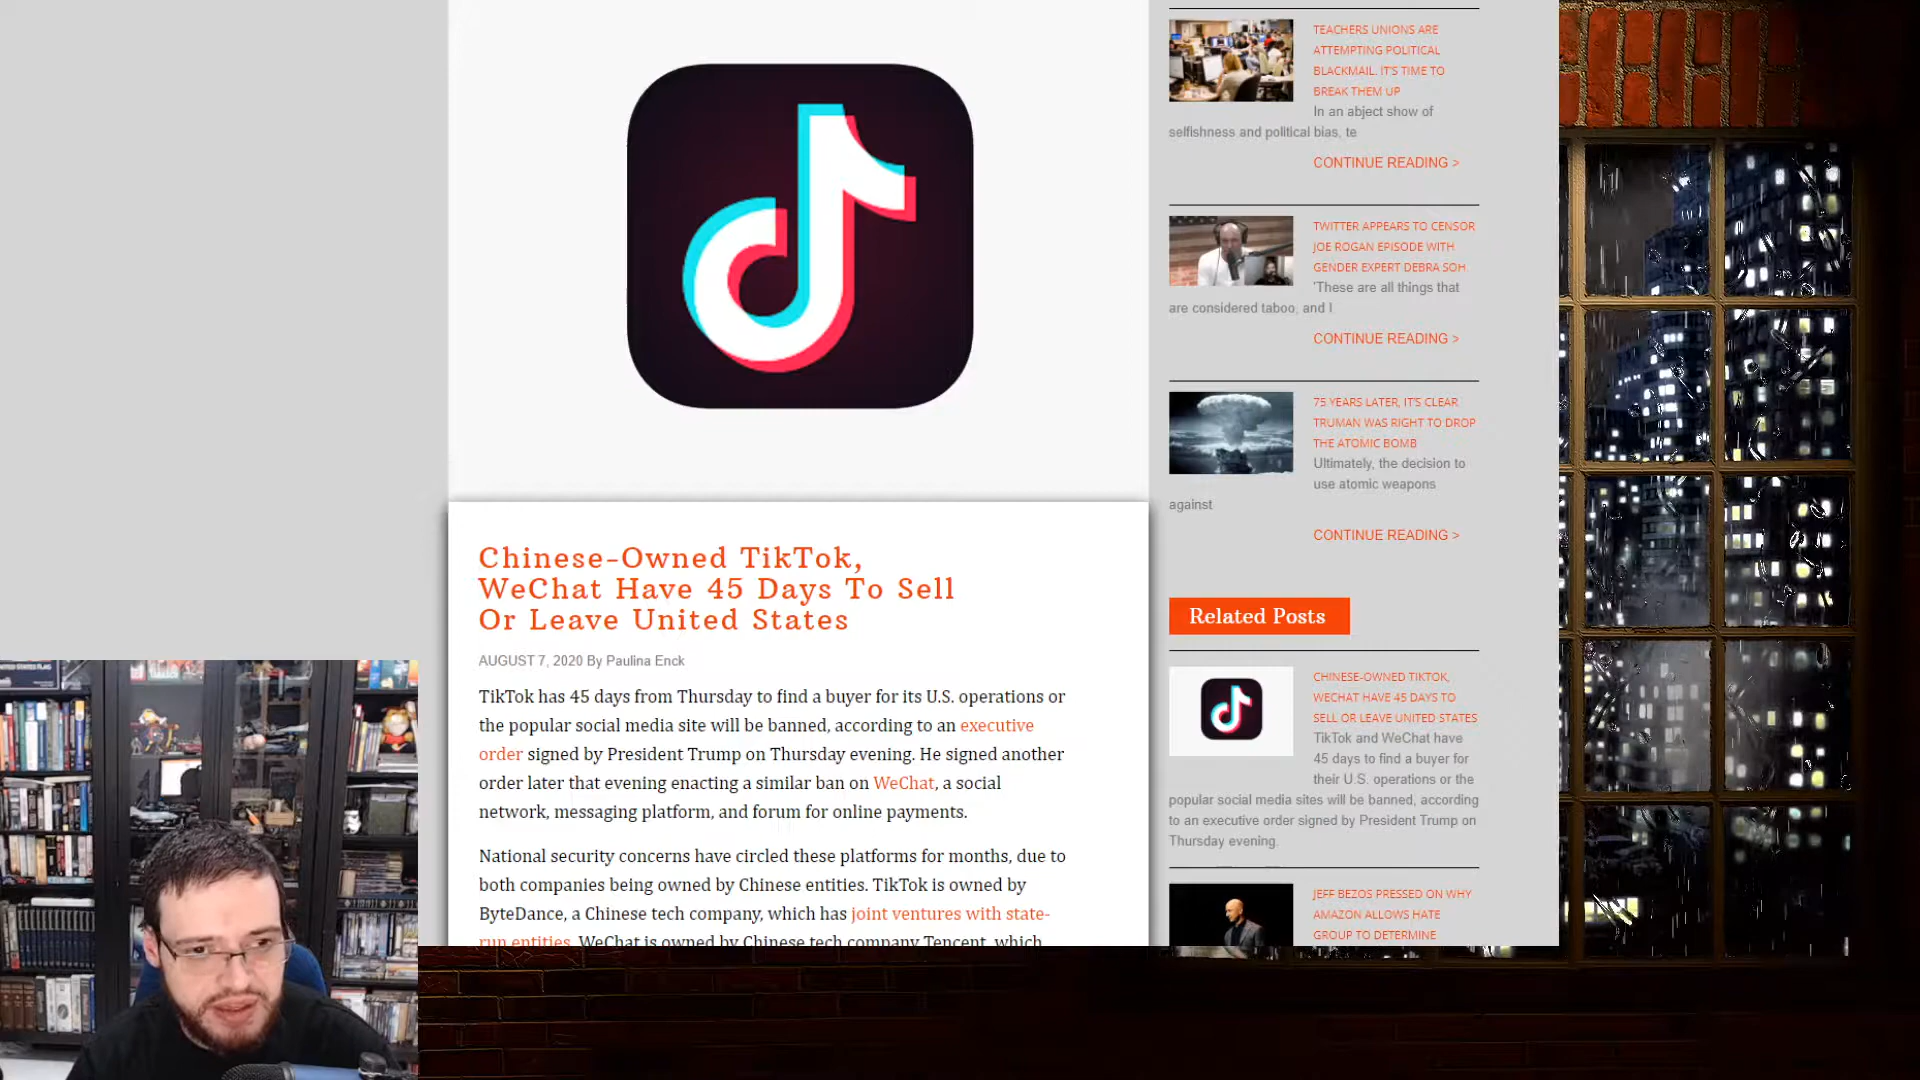 Chinese-Owned TikTok,
WeChat Have 45 Days To Sell
Or Leave United States
AUGUST 7, 2020 By Paulina Enck
TikTok has 45 days from Thursday to find a buyer for its U.S. operations or
the popular social media site will be banned, according to an executive
order signed by President Trump on Thursday evening. He signed another
order later that evening enacting a similar ban on WeChat, a social
network, messaging platform, and forum for online payments.
National security concerns have circled these platforms for months, due to
both companies being owned by Chinese entities. TikTok is owned by
ByteDance, a Chinese tech company, which has joint ventures with state-
run entities. WeChat is owned by Chinese tech company Tencent, which
TEACHERS UNIONS ARE
ATTEMPTING POLITICAL
BLACKMAIL. IT'S TIME TO
BREAK THEM UP
In an abject show of
selfishness and political bias, te
CONTINUE READING >
TWITTER APPEARS TO CENSOR
JOE ROGAN EPISODE WITH
GENDER EXPERT DEBRA SOH
'These are all things that
are considered taboo, and I
CONTINUE READING >
75 YEARS LATER, IT'S CLEAR
TRUMAN WAS RIGHT TO DROP
THE ATOMIC BOMB
Ultimately, the decision to
use atomic weapons
against
CONTINUE READING >
Related Posts
CHINESE-OWNED TIKTOK,
WECHAT HAVE 45 DAYS TO
SELL OR LEAVE UNITED STATES
TikTok and WeChat have
45 days to find a buyer for
their U.S. operations or the
popular social media sites will be banned, according
to an executive order signed by President Trump on
Thursday evening.
JEFF BEZOS PRESSED ON WHY
AMAZON ALLOWS HATE
GROUP TO DETERMINE